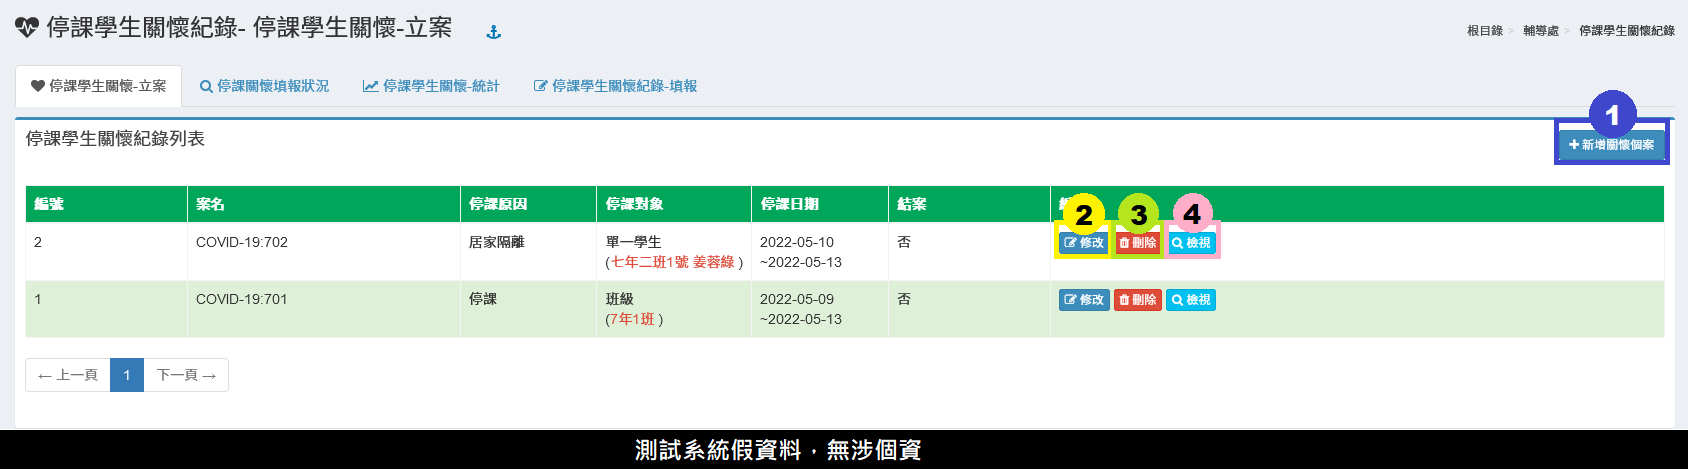 停課學生關懷紀錄- 停課學生關懷-立案
根目錄 > 輔導處 > 停課學生關懷紀錄
停課學生關懷-立案 停課關懷填報狀況 停課學生關懷-統計 停課學生關懷紀錄-填報
1
停課學生關懷紀錄列表
+ 新增關懷個案
編號 案名 停課原因 停課對象 停課日期 結案
2 3 4
2 COVID-19:702 居家隔離 單一學生 2022-05-10 否 修改 刪除 檢視
(七年二班1號 姜蓉綠 ) ~2022-05-13
1 COVID-19:701 停課 班級 2022-05-09 否 修改 刪除 檢視
(7年1班 ) ~2022-05-13
← 上一頁 1 下一頁 →
測試系統假資料，無涉個資